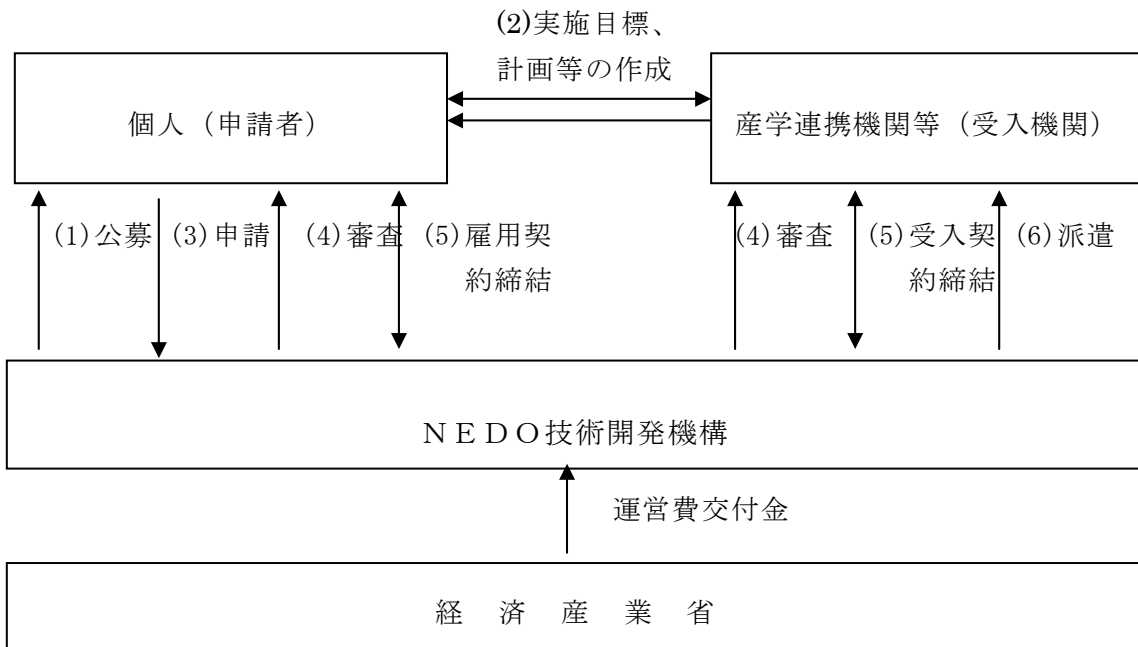 (2)実施目標、
計画等の作成
個人（申請者）
産学連携機関等（受入機関）
(1)公募
(3)申請
(4)審査
(5)雇用契
約締結
(4)審査
(5)受入契
約締結
(6)派遣
ＮＥＤＯ技術開発機構
運営費交付金
経済産業省